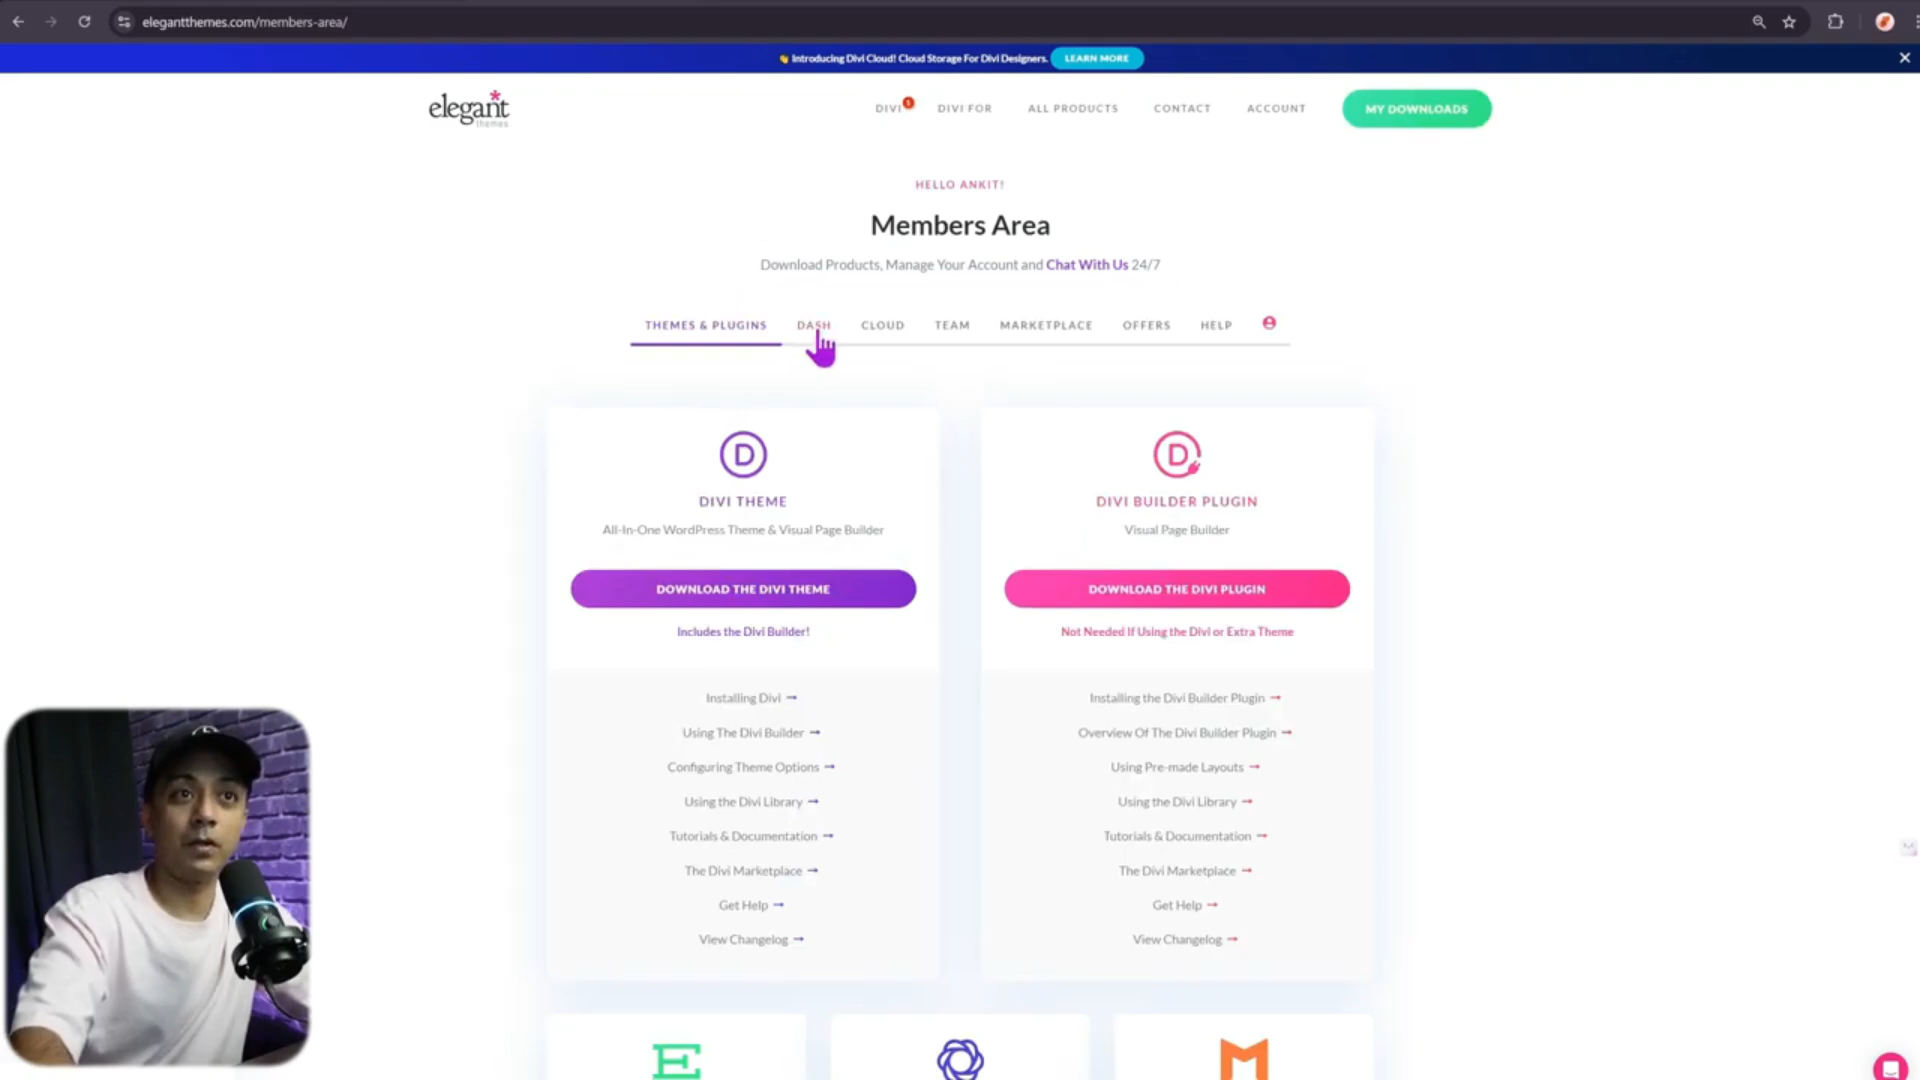 elegantthemes.com/members-area/
👋 Introducing Divi Cloud! Cloud Storage For Divi Designers. LEARN MORE
elegant themes
DIVI DIVI FOR ALL PRODUCTS CONTACT ACCOUNT MY DOWNLOADS
HELLO ANKIT!
Members Area
Download Products, Manage Your Account and Chat With Us 24/7
THEMES & PLUGINS DASH CLOUD TEAM MARKETPLACE OFFERS HELP
D
DIVI THEME
All-In-One WordPress Theme & Visual Page Builder
DOWNLOAD THE DIVI THEME
Includes the Divi Builder!
Installing Divi →
Using The Divi Builder →
Configuring Theme Options →
Using the Divi Library →
Tutorials & Documentation →
The Divi Marketplace →
Get Help →
View Changelog →
D
DIVI BUILDER PLUGIN
Visual Page Builder
DOWNLOAD THE DIVI PLUGIN
Not Needed If Using the Divi or Extra Theme
Installing the Divi Builder Plugin →
Overview Of The Divi Builder Plugin →
Using Pre-made Layouts →
Using the Divi Library →
Tutorials & Documentation →
The Divi Marketplace →
Get Help →
View Changelog →
E
M